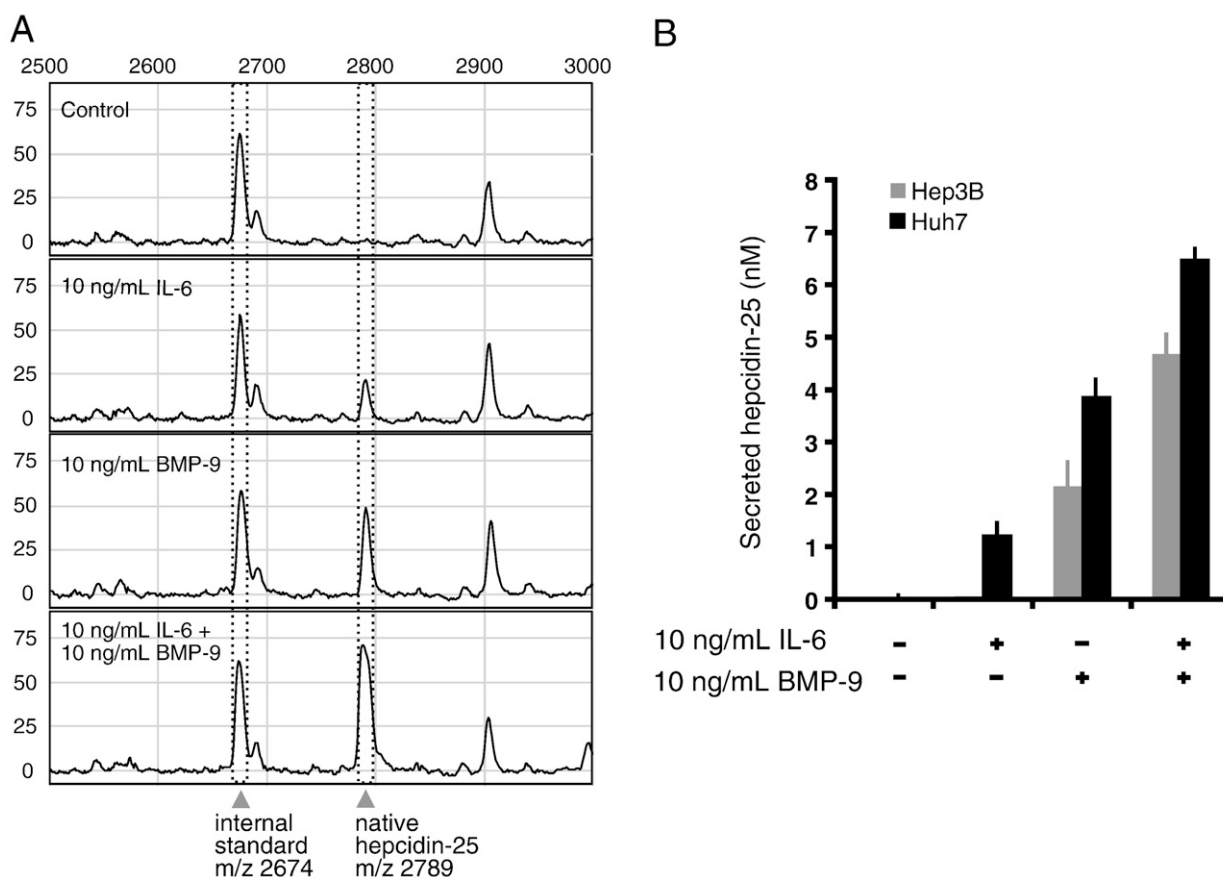 A
2500 2600 2700 2800 2900 3000
Control
75
50
25
0
10 ng/mL IL-6
75
50
25
0
10 ng/mL BMP-9
75
50
25
0
10 ng/mL IL-6 +
10 ng/mL BMP-9
75
50
25
0
internal
standard
m/z 2674
native
hepcidin-25
m/z 2789
B
Hep3B
Huh7
Secreted hepcidin-25 (nM)
8
7
6
5
4
3
2
1
0
10 ng/mL IL-6 - + - +
10 ng/mL BMP-9 - - + +